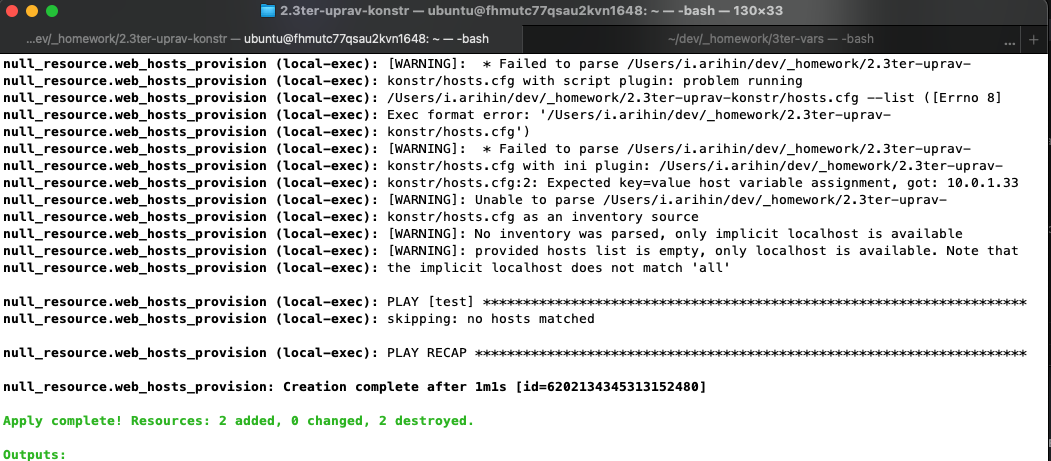 2.3ter-uprav-konstr — ubuntu@fhmutc77qsau2kvn1648: ~ — -bash — 130×33
...ev/_homework/2.3ter-uprav-konstr — ubuntu@fhmutc77qsau2kvn1648: ~ — -bash
~/dev/_homework/3ter-vars — -bash
... +
null_resource.web_hosts_provision (local-exec): [WARNING]:  * Failed to parse /Users/i.arihin/dev/_homework/2.3ter-uprav-
null_resource.web_hosts_provision (local-exec): konstr/hosts.cfg with script plugin: problem running
null_resource.web_hosts_provision (local-exec): /Users/i.arihin/dev/_homework/2.3ter-uprav-konstr/hosts.cfg --list ([Errno 8]
null_resource.web_hosts_provision (local-exec): Exec format error: '/Users/i.arihin/dev/_homework/2.3ter-uprav-
null_resource.web_hosts_provision (local-exec): konstr/hosts.cfg')
null_resource.web_hosts_provision (local-exec): [WARNING]:  * Failed to parse /Users/i.arihin/dev/_homework/2.3ter-uprav-
null_resource.web_hosts_provision (local-exec): konstr/hosts.cfg with ini plugin: /Users/i.arihin/dev/_homework/2.3ter-uprav-
null_resource.web_hosts_provision (local-exec): konstr/hosts.cfg:2: Expected key=value host variable assignment, got: 10.0.1.33
null_resource.web_hosts_provision (local-exec): [WARNING]: Unable to parse /Users/i.arihin/dev/_homework/2.3ter-uprav-
null_resource.web_hosts_provision (local-exec): konstr/hosts.cfg as an inventory source
null_resource.web_hosts_provision (local-exec): [WARNING]: No inventory was parsed, only implicit localhost is available
null_resource.web_hosts_provision (local-exec): [WARNING]: provided hosts list is empty, only localhost is available. Note that
null_resource.web_hosts_provision (local-exec): the implicit localhost does not match 'all'
null_resource.web_hosts_provision (local-exec): PLAY [test] ********************************************************************
null_resource.web_hosts_provision (local-exec): skipping: no hosts matched
null_resource.web_hosts_provision (local-exec): PLAY RECAP *********************************************************************
null_resource.web_hosts_provision: Creation complete after 1m1s [id=6202134345313152480]
Apply complete! Resources: 2 added, 0 changed, 2 destroyed.
Outputs: